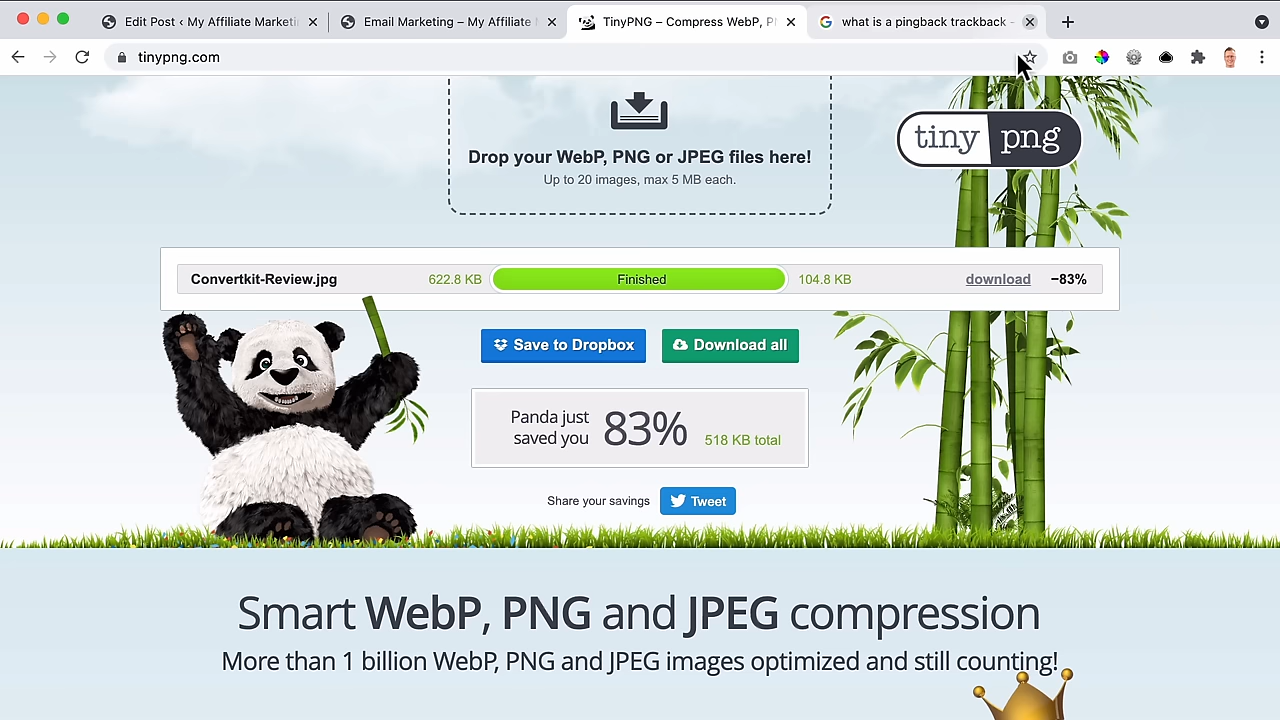 Edit Post ‹ My Affiliate Marketi
Email Marketing – My Affiliate
TinyPNG – Compress WebP, P
what is a pingback trackback -
tinypng.com
Drop your WebP, PNG or JPEG files here!
Up to 20 images, max 5 MB each.
tiny png
Convertkit-Review.jpg 622.8 KB Finished 104.8 KB download −83%
Save to Dropbox
Download all
Panda just
saved you
83%
518 KB total
Share your savings
Tweet
Smart WebP, PNG and JPEG compression
More than 1 billion WebP, PNG and JPEG images optimized and still counting!